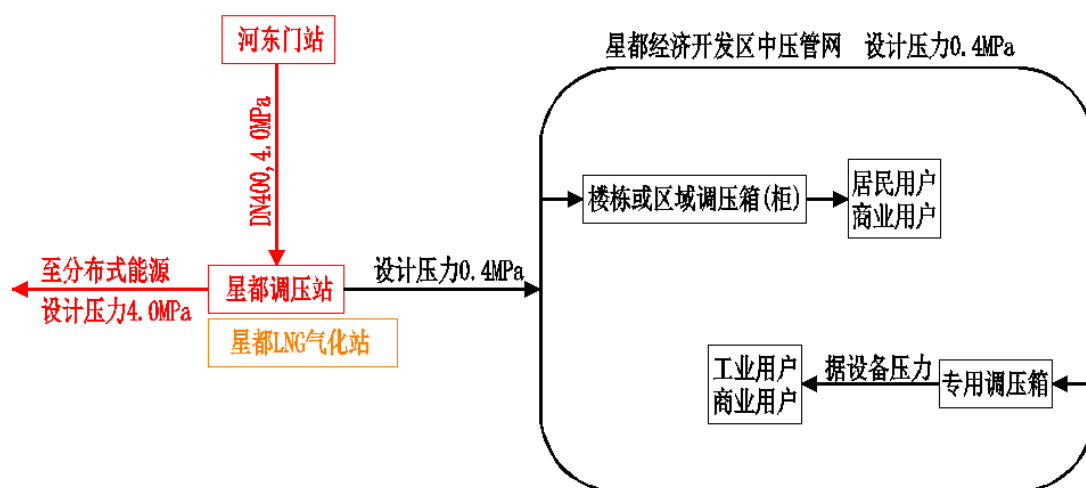 河东门站
星都经济开发区中压管网 设计压力0.4MPa
DN400,4.0MPa
楼栋或区域调压箱(柜)
居民用户
商业用户
至分布式能源
设计压力4.0MPa
星都调压站
设计压力0.4MPa
星都LNG气化站
工业用户
商业用户
据设备压力
专用调压箱